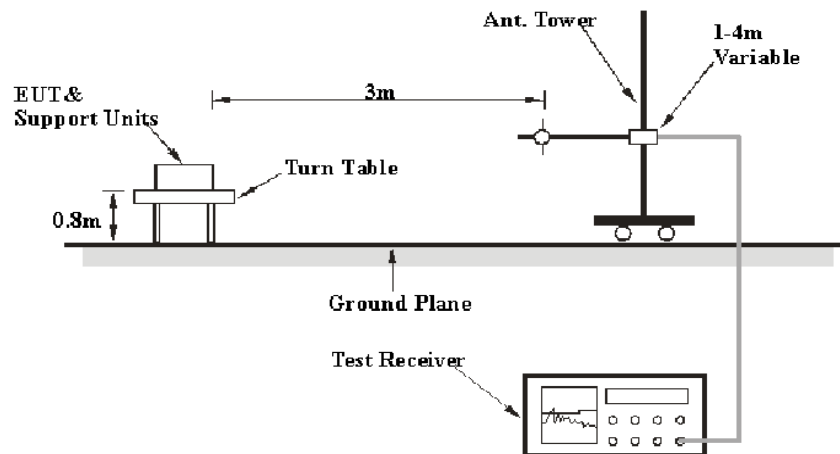 Ant. Tower
1-4m
Variable
EUT&
Support Units
3m
Turn Table
0.8m
Ground Plane
Test Receiver